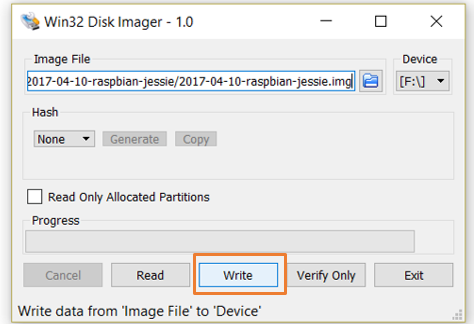 Win32 Disk Imager - 1.0
Image File
Device
2017-04-10-raspbian-jessie/2017-04-10-raspbian-jessie.img
[F:\]
Hash
None
Generate
Copy
Read Only Allocated Partitions
Progress
Cancel
Read
Write
Verify Only
Exit
Write data from 'Image File' to 'Device'